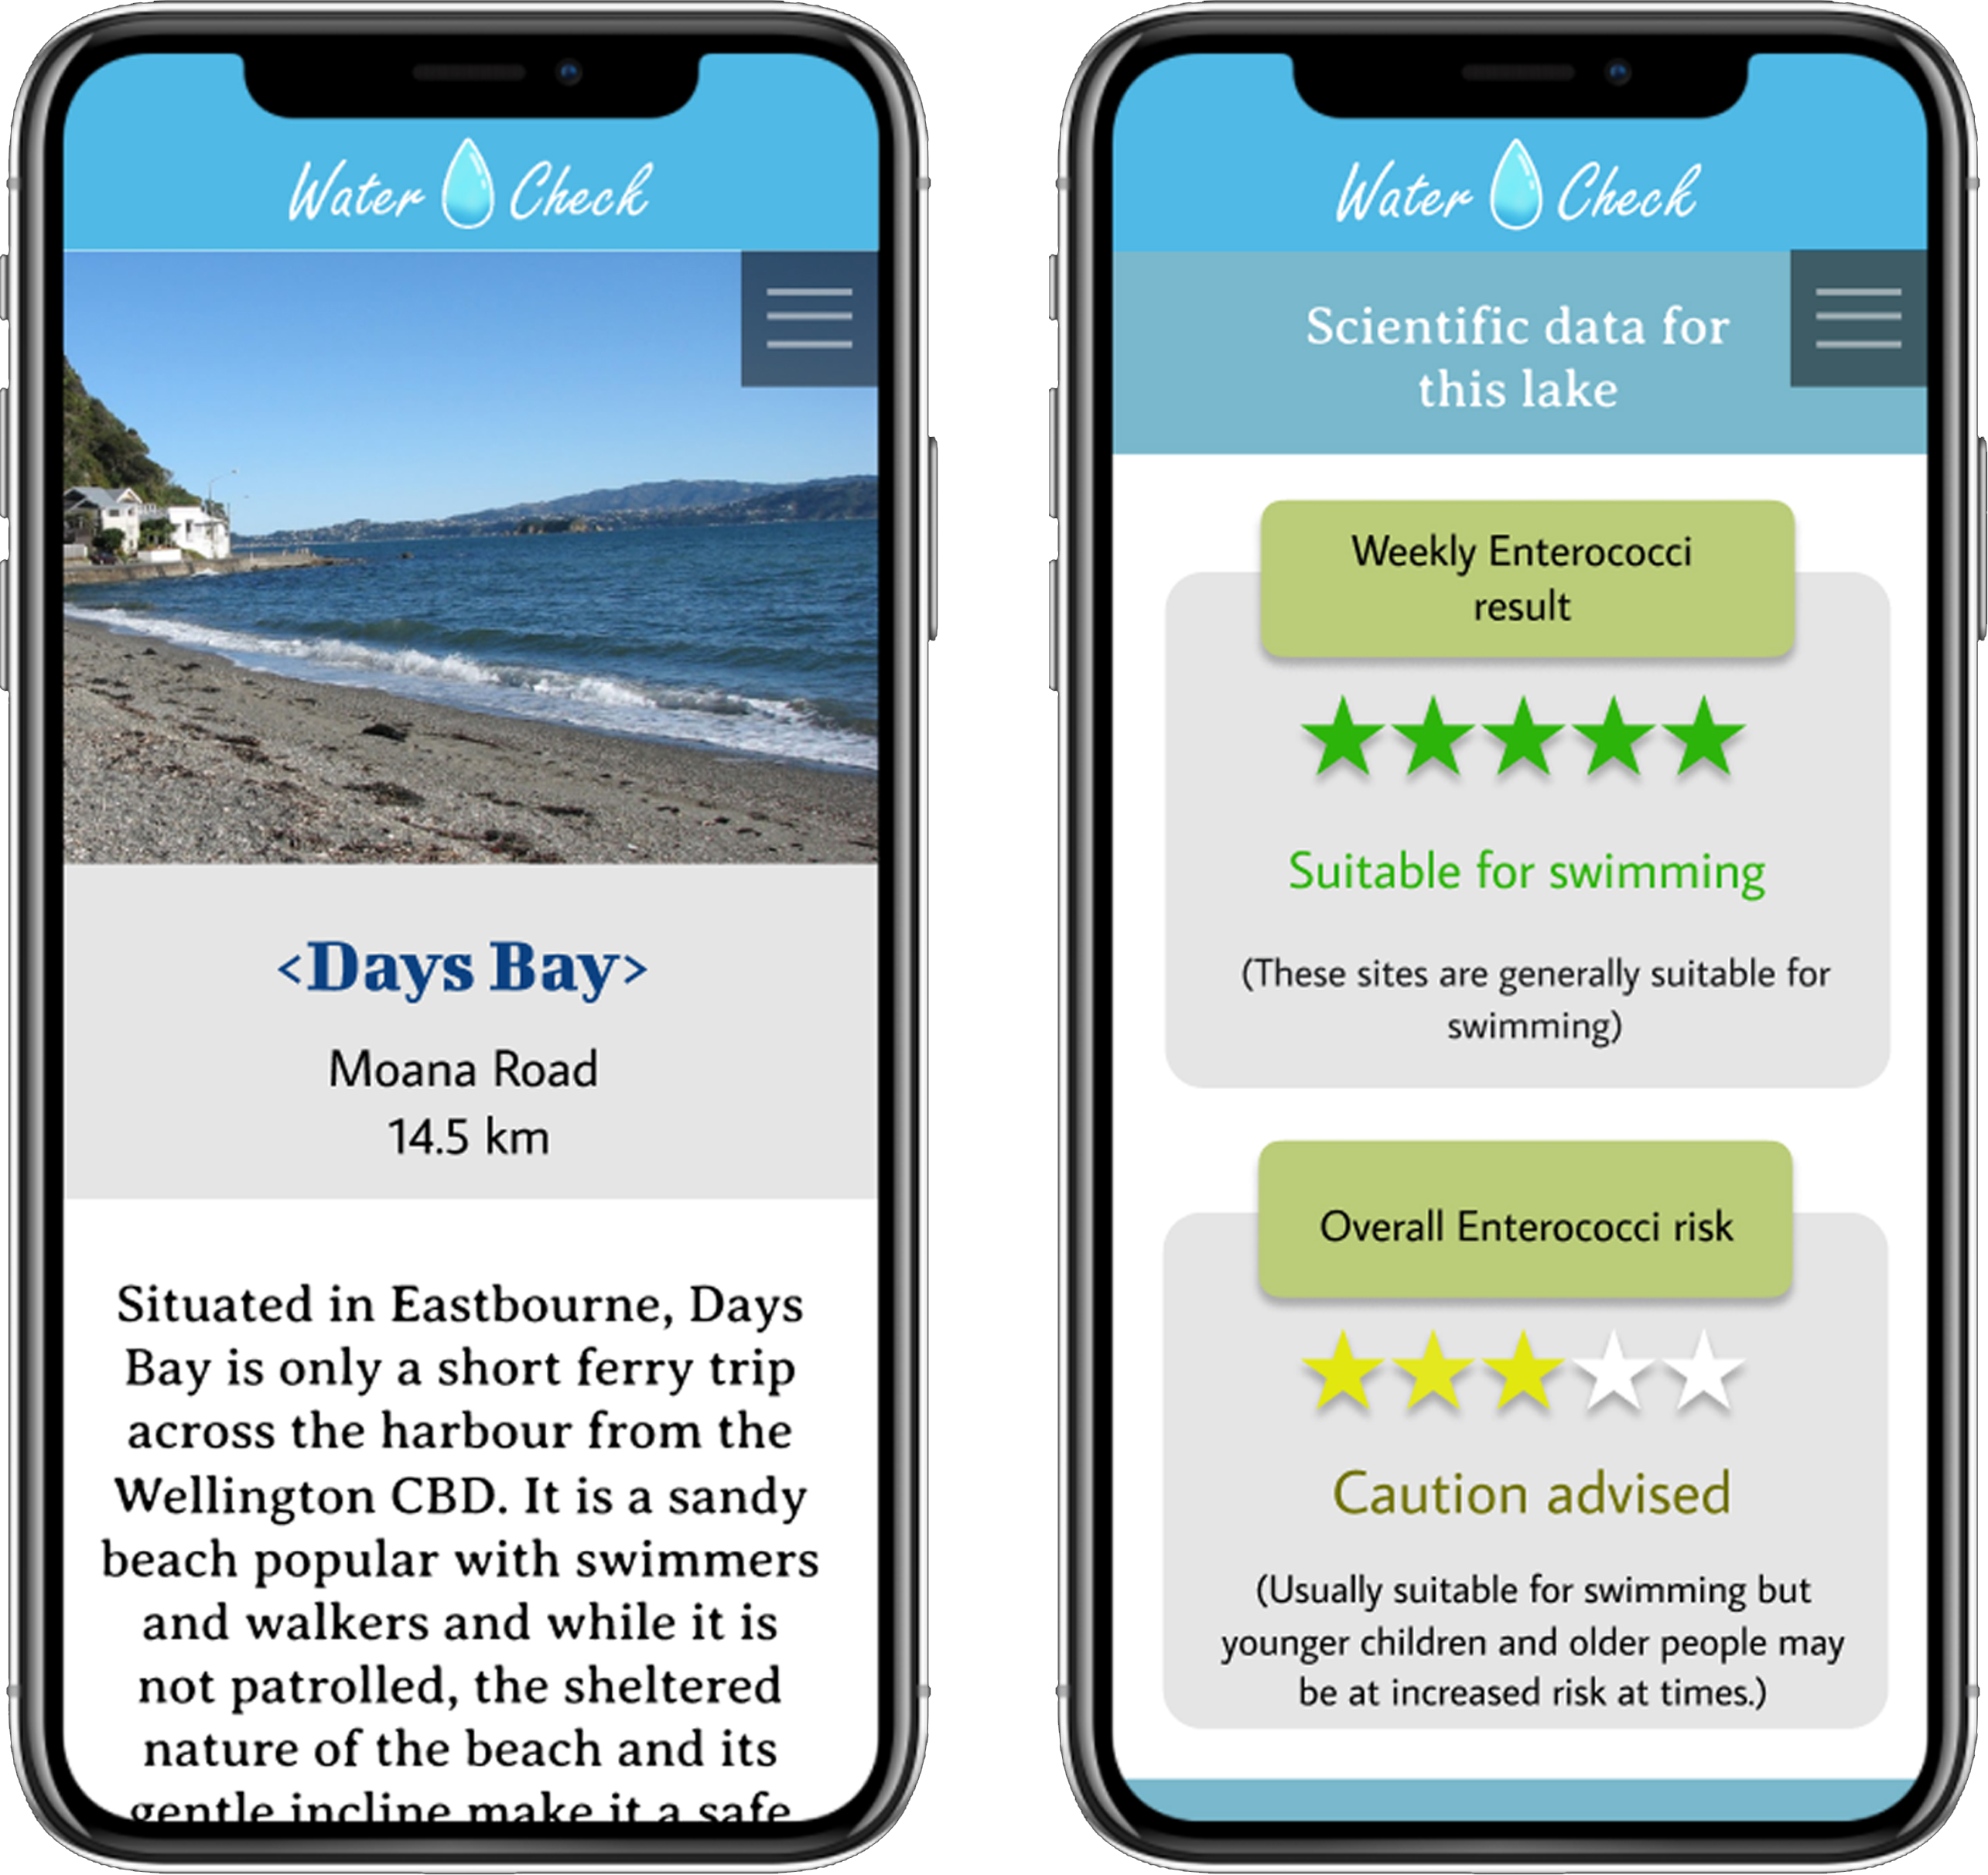 Water Check
<Days Bay>
Moana Road
14.5 km
Situated in Eastbourne, Days
Bay is only a short ferry trip
across the harbour from the
Wellington CBD. It is a sandy
beach popular with swimmers
and walkers and while it is
not patrolled, the sheltered
nature of the beach and its
gentle incline make it a safe
Water Check
Scientific data for
this lake
Weekly Enterococci
result
Suitable for swimming
(These sites are generally suitable for
swimming)
Overall Enterococci risk
Caution advised
(Usually suitable for swimming but
younger children and older people may
be at increased risk at times.)